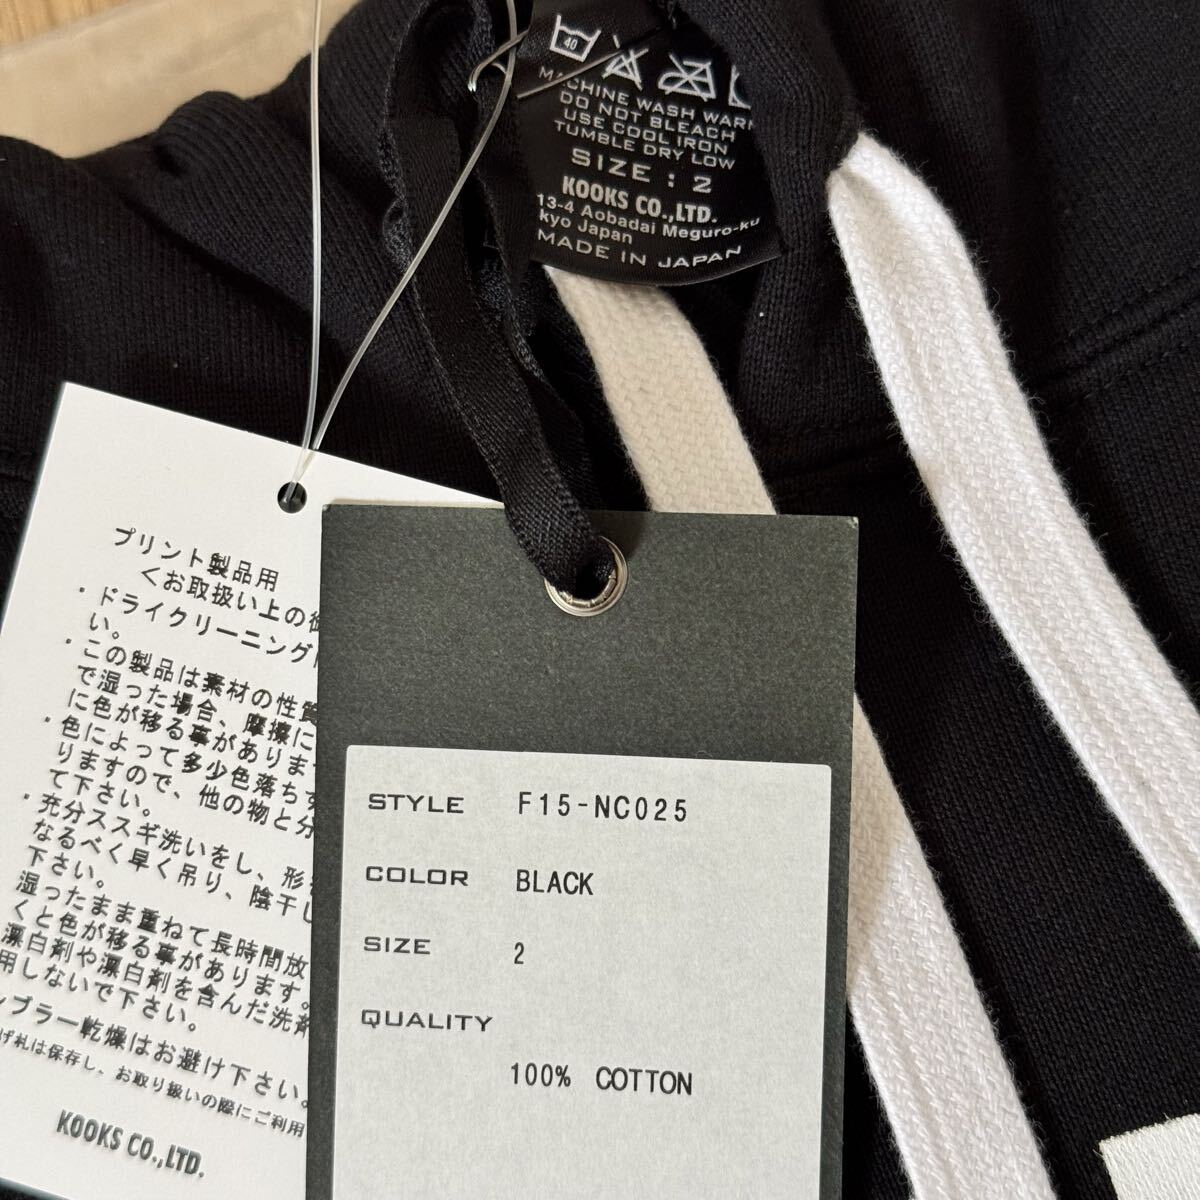 40
MACHINE WASH WARM
DO NOT BLEACH
USE COOL IRON
TUMBLE DRY LOW
SIZE : 2
KOOKS CO.,LTD.
13-4 Aobadai Meguro-ku
kyo Japan
MADE IN JAPAN
プリント製品用
<お取扱い上の御
・ドライクリーニング
い。
・この製品は素材の性質
で湿った場合、摩擦に
に色が移る事がありま
・色によって多少色落ちす
りますので、他の物と分
て下さい。
・充分ススギ洗いをし、形
なるべく早く吊り、陰干し
下さい。
湿ったまま重ねて長時間放
くと色が移る事があります。
漂白剤や漂白剤を含んだ洗剤
用しないで下さい。
ンブラー乾燥はお避け下さい。
げ札は保存し、お取り扱いの際にご利用
KOOKS CO.,LTD.
STYLE F15-NC025
COLOR BLACK
SIZE 2
QUALITY
100% COTTON